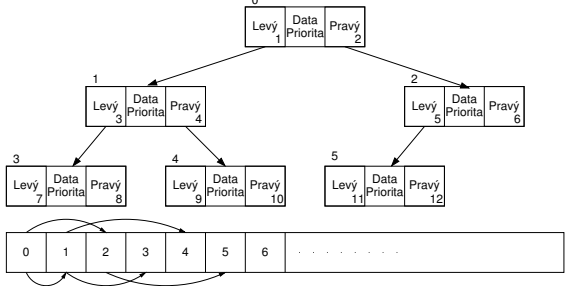 0
Levý 1 Data Priorita Pravý 2
1
Levý 3 Data Priorita Pravý 4
2
Levý 5 Data Priorita Pravý 6
3
Levý 7 Data Priorita Pravý 8
4
Levý 9 Data Priorita Pravý 10
5
Levý 11 Data Priorita Pravý 12
0 1 2 3 4 5 6 . . . . . . . .